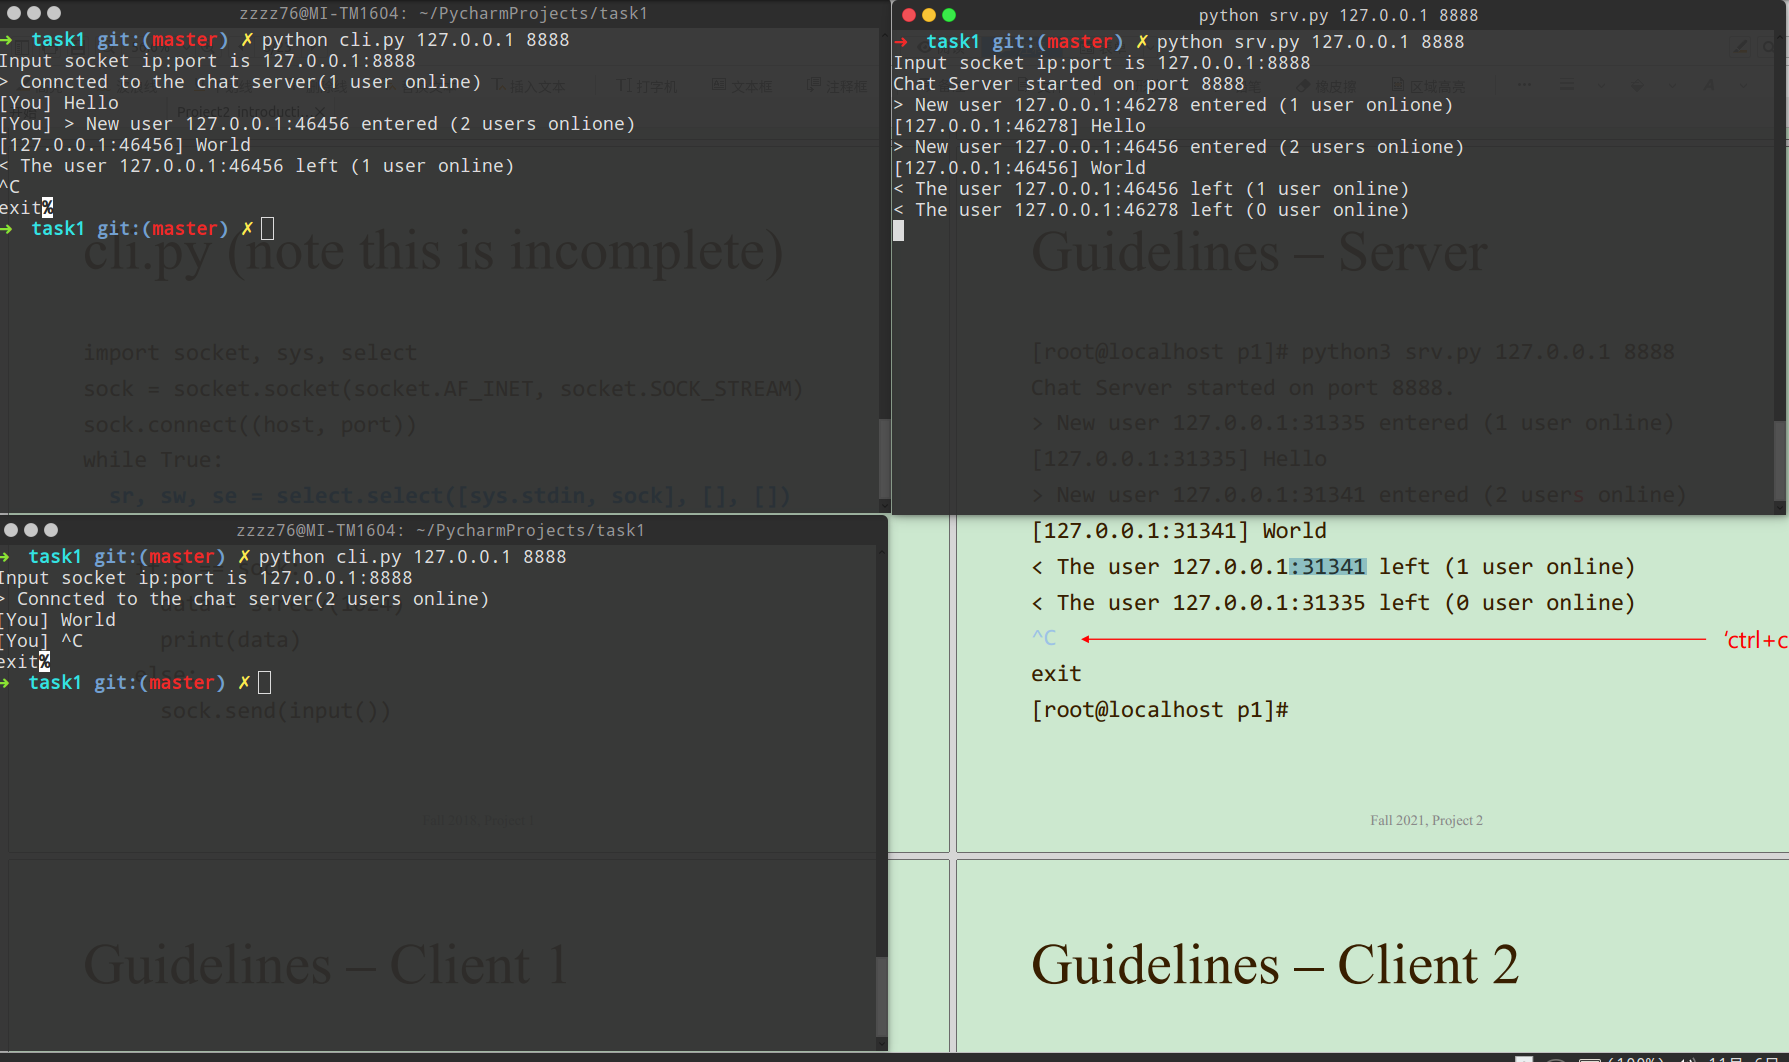 zzzz76@MI-TM1604: ~/PycharmProjects/task1
→ task1 git:(master) ✗ python cli.py 127.0.0.1 8888
Input socket ip:port is 127.0.0.1:8888
> Conncted to the chat server(1 user online)
[You] Hello
[You] > New user 127.0.0.1:46456 entered (2 users onlione)
[127.0.0.1:46456] World
< The user 127.0.0.1:46456 left (1 user online)
^C
exit%
→ task1 git:(master) ✗
cli.py (note this is incomplete)
import socket, sys, select
sock = socket.socket(socket.AF_INET, socket.SOCK_STREAM)
sock.connect((host, port))
while True:
sr, sw, se = select.select([sys.stdin, sock], [], [])
python srv.py 127.0.0.1 8888
→ task1 git:(master) ✗ python srv.py 127.0.0.1 8888
Input socket ip:port is 127.0.0.1:8888
Chat Server started on port 8888
> New user 127.0.0.1:46278 entered (1 user onlione)
[127.0.0.1:46278] Hello
> New user 127.0.0.1:46456 entered (2 users onlione)
[127.0.0.1:46456] World
< The user 127.0.0.1:46456 left (1 user online)
< The user 127.0.0.1:46278 left (0 user online)
Guidelines – Server
[root@localhost p1]# python3 srv.py 127.0.0.1 8888
Chat Server started on port 8888.
> New user 127.0.0.1:31335 entered (1 user online)
[127.0.0.1:31335] Hello
> New user 127.0.0.1:31341 entered (2 users online)
[127.0.0.1:31341] World
< The user 127.0.0.1:31341 left (1 user online)
< The user 127.0.0.1:31335 left (0 user online)
^C
‘ctrl+c
exit
[root@localhost p1]#
Fall 2021, Project 2
zzzz76@MI-TM1604: ~/PycharmProjects/task1
→ task1 git:(master) ✗ python cli.py 127.0.0.1 8888
Input socket ip:port is 127.0.0.1:8888
> Conncted to the chat server(2 users online)
[You] World
[You] ^C
exit%
→ task1 git:(master) ✗
print(data)
else:
sock.send(input())
Guidelines – Client 1
Guidelines – Client 2
(100%)
11月 6日